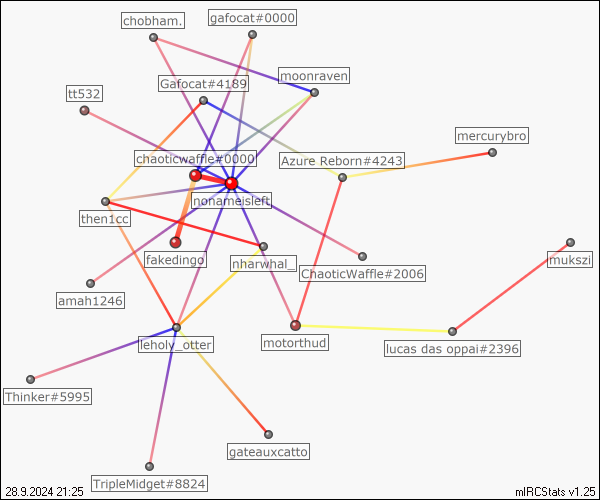 gafocat#0000
chobham.
moonraven
Gafocat#4189
tt532
mercurybro
chaoticwaffle#0000
Azure Reborn#4243
nonameisleft
then1cc
fakedingo
nharwhal_
mukszi
ChaoticWaffle#2006
amah1246
leholy_otter
motorthud
lucas das oppai#2396
Thinker#5995
gateauxcatto
TripleMidget#8824
28.9.2024 21:25
mIRCStats v1.25